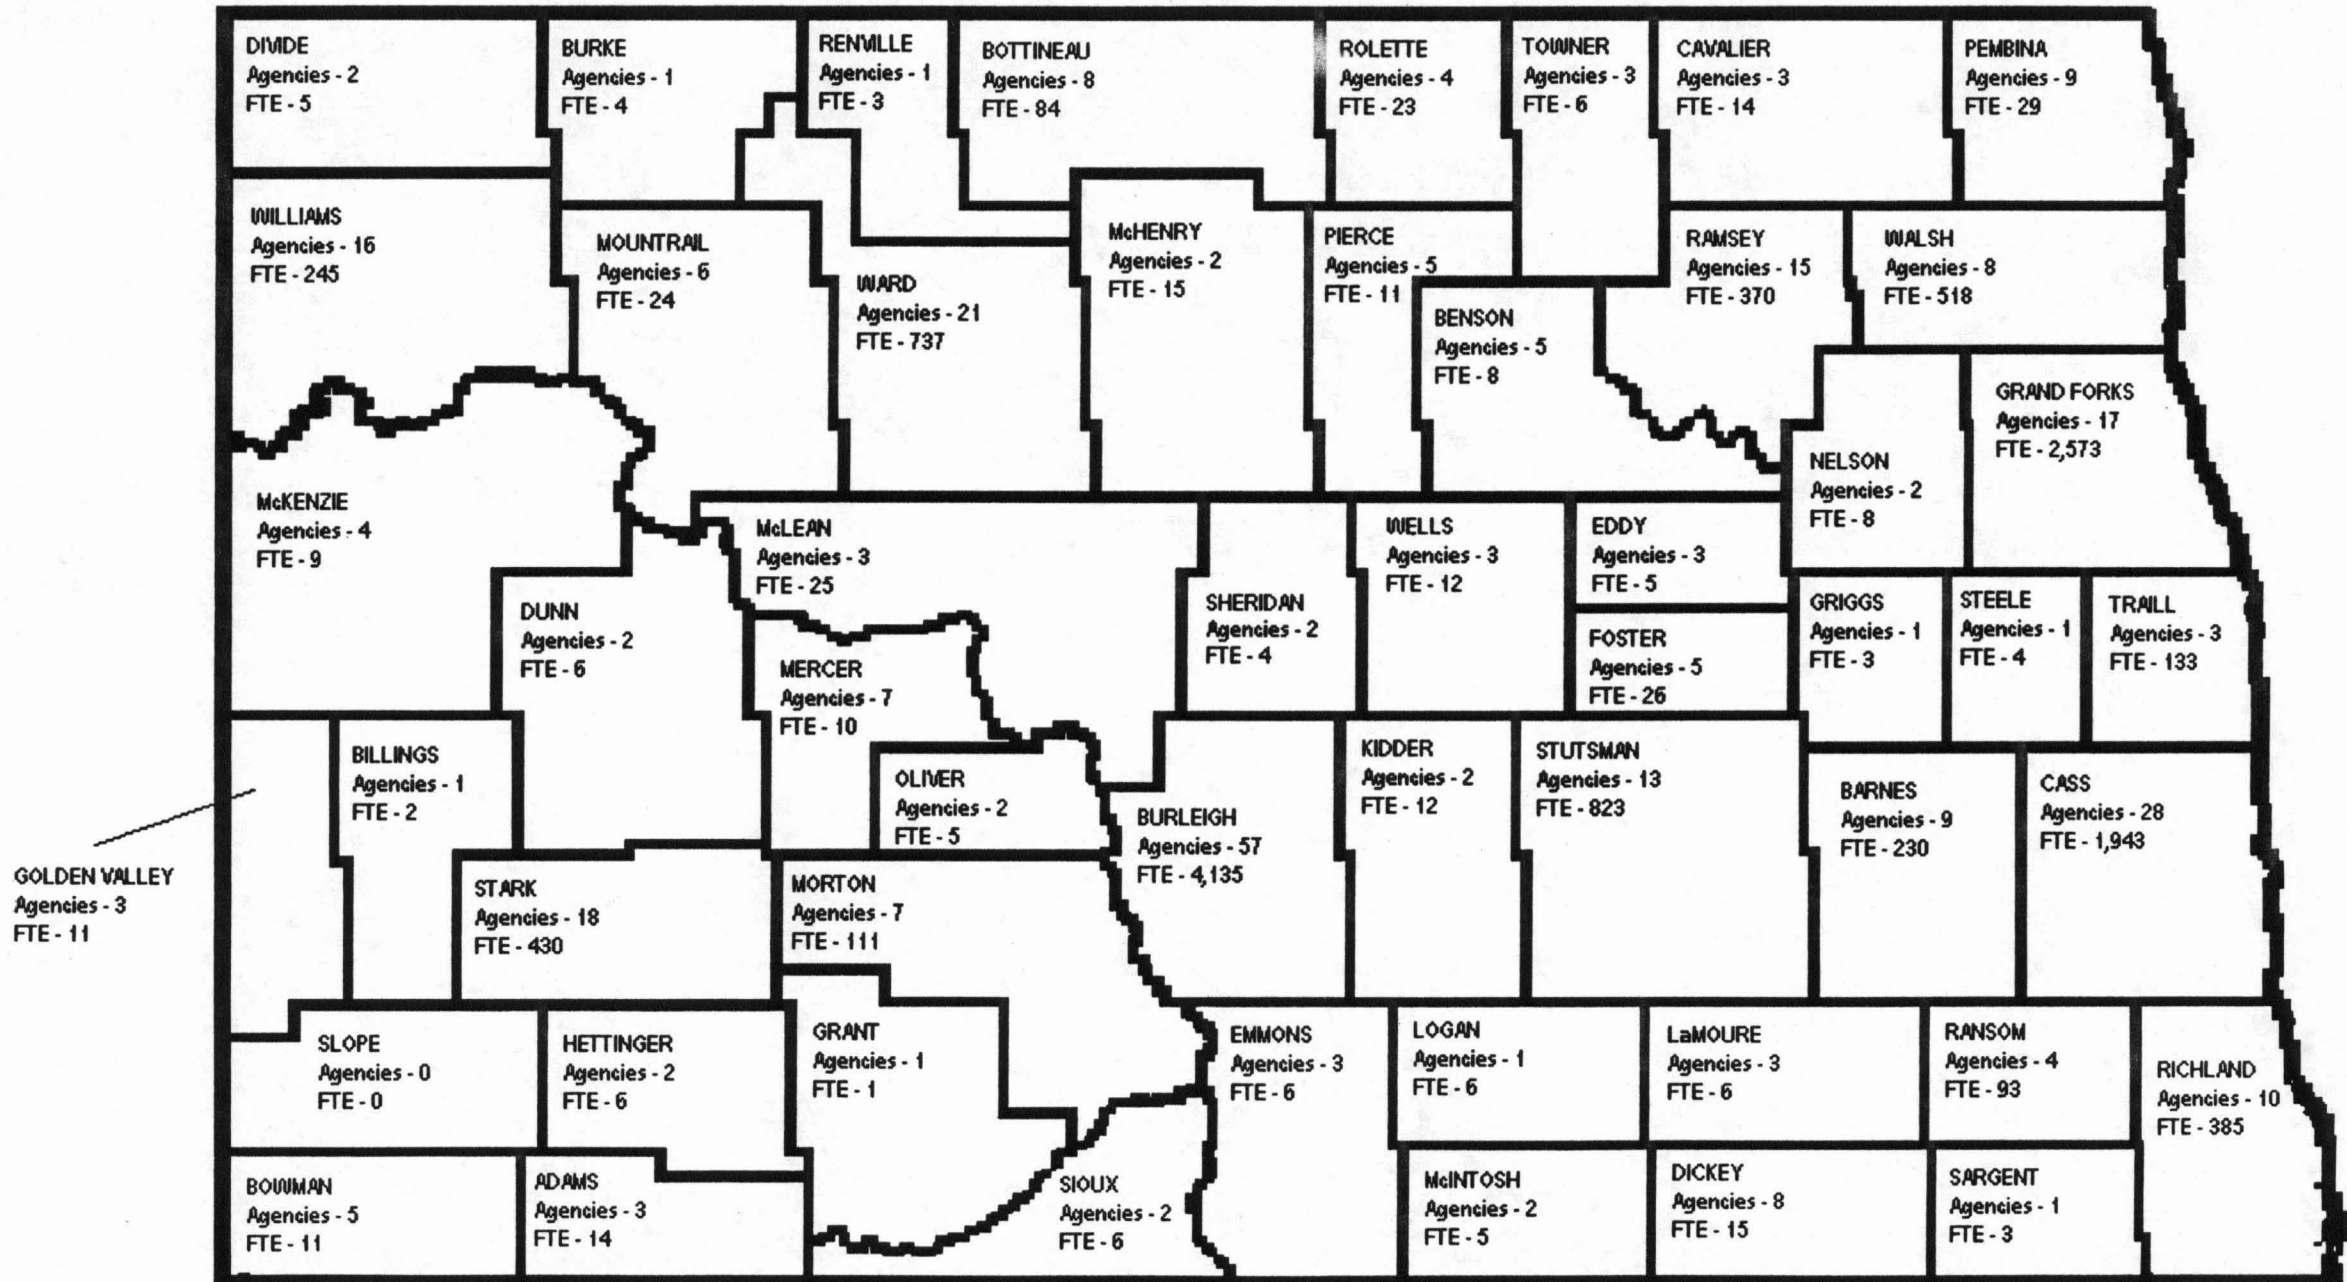 DIVIDE
Agencies - 2
FTE - 5
BURKE
Agencies - 1
FTE - 4
RENVILLE
Agencies - 1
FTE - 3
BOTTINEAU
Agencies - 8
FTE - 84
ROLETTE
Agencies - 4
FTE - 23
TOWNER
Agencies - 3
FTE - 6
CAVALIER
Agencies - 3
FTE - 14
PEMBINA
Agencies - 9
FTE - 29
WILLIAMS
Agencies - 16
FTE - 245
MOUNTRAIL
Agencies - 6
FTE - 24
WARD
Agencies - 21
FTE - 737
McHENRY
Agencies - 2
FTE - 15
PIERCE
Agencies - 5
FTE - 11
BENSON
Agencies - 5
FTE - 8
RAMSEY
Agencies - 15
FTE - 370
WALSH
Agencies - 8
FTE - 518
GRAND FORKS
Agencies - 17
FTE - 2,573
NELSON
Agencies - 2
FTE - 8
McKENZIE
Agencies - 4
FTE - 9
McLEAN
Agencies - 3
FTE - 25
WELLS
Agencies - 3
FTE - 12
EDDY
Agencies - 3
FTE - 5
DUNN
Agencies - 2
FTE - 6
SHERIDAN
Agencies - 2
FTE - 4
FOSTER
Agencies - 5
FTE - 26
GRIGGS
Agencies - 1
FTE - 3
STEELE
Agencies - 1
FTE - 4
TRAILL
Agencies - 3
FTE - 133
MERCER
Agencies - 7
FTE - 10
BILLINGS
Agencies - 1
FTE - 2
OLIVER
Agencies - 2
FTE - 5
BURLEIGH
Agencies - 57
FTE - 4,135
KIDDER
Agencies - 2
FTE - 12
STUTSMAN
Agencies - 13
FTE - 823
BARNES
Agencies - 9
FTE - 230
CASS
Agencies - 28
FTE - 1,943
GOLDEN VALLEY
Agencies - 3
FTE - 11
STARK
Agencies - 18
FTE - 430
MORTON
Agencies - 7
FTE - 111
SLOPE
Agencies - 0
FTE - 0
HETTINGER
Agencies - 2
FTE - 6
GRANT
Agencies - 1
FTE - 1
EMMONS
Agencies - 3
FTE - 6
LOGAN
Agencies - 1
FTE - 6
LaMOURE
Agencies - 3
FTE - 6
RANSOM
Agencies - 4
FTE - 93
RICHLAND
Agencies - 10
FTE - 385
BOWMAN
Agencies - 5
FTE - 11
ADAMS
Agencies - 3
FTE - 14
SIOUX
Agencies - 2
FTE - 6
McINTOSH
Agencies - 2
FTE - 5
DICKEY
Agencies - 8
FTE - 15
SARGENT
Agencies - 1
FTE - 3